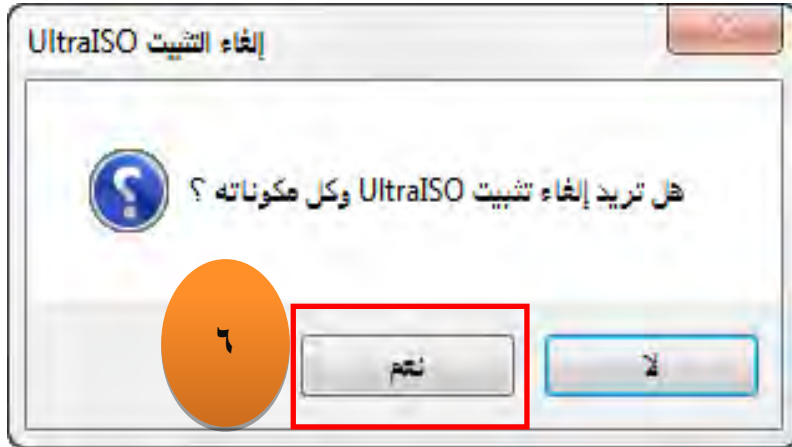 إلغاء التثبيت UltraISO
هل تريد إلغاء تثبيت UltraISO وكل مكوناته ؟
لا
نعم
٦